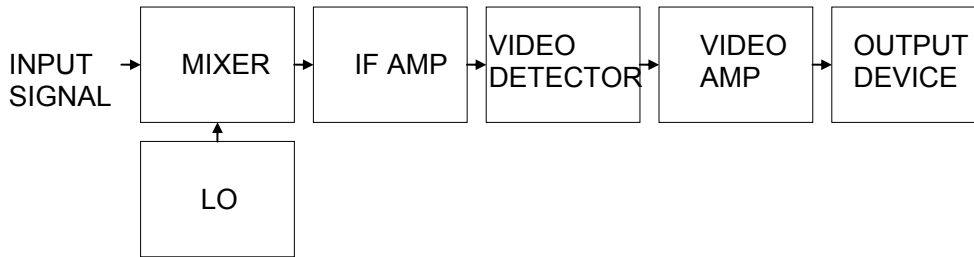 INPUT
SIGNAL
MIXER
IF AMP
VIDEO
DETECTOR
VIDEO
AMP
OUTPUT
DEVICE
LO